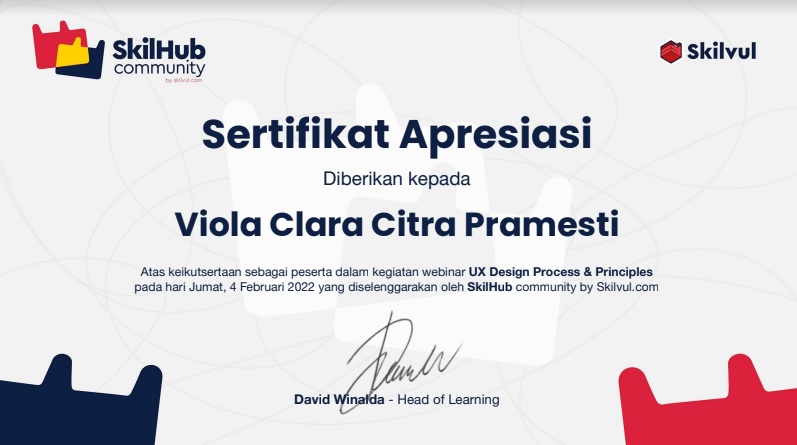 SkilHub
community
by skilvul.com
Skilvul
Sertifikat Apresiasi
Diberikan kepada
Viola Clara Citra Pramesti
Atas keikutsertaan sebagai peserta dalam kegiatan webinar UX Design Process & Principles
pada hari Jumat, 4 Februari 2022 yang diselenggarakan oleh SkilHub community by Skilvul.com
David Winalda - Head of Learning